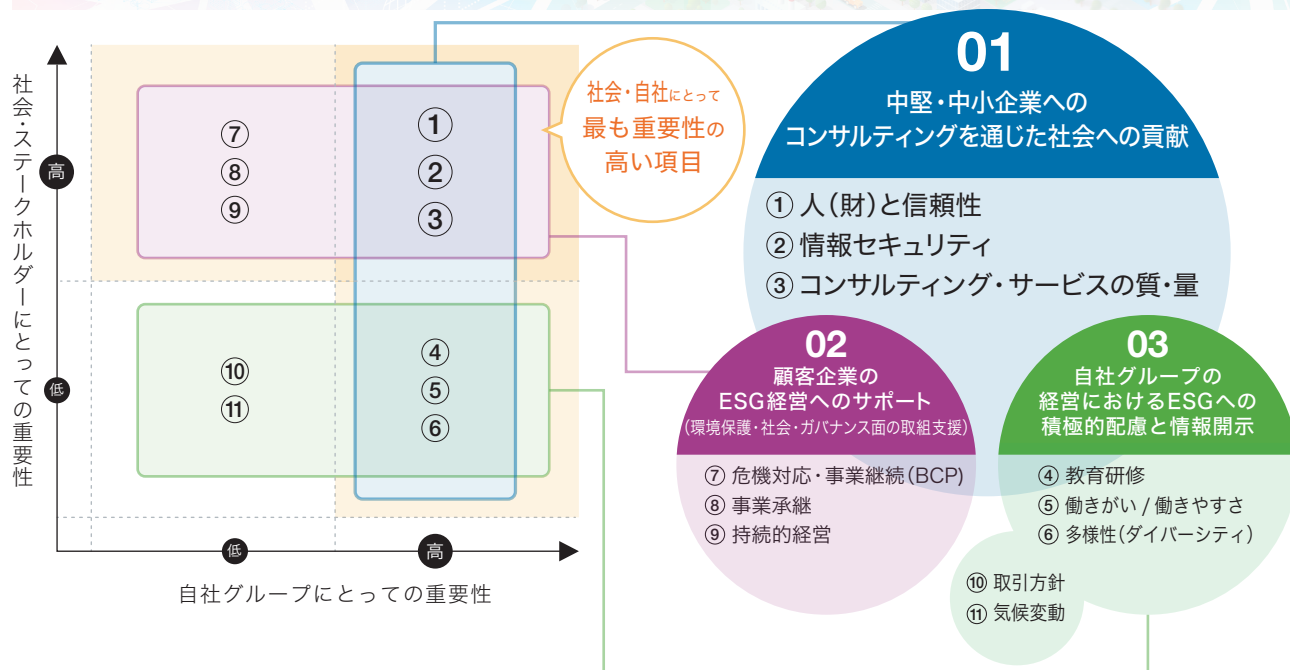 社会・ステークホルダーにとっての重要性
高
低
⑦
⑧
⑨
①
②
③
⑩
⑪
④
⑤
⑥
低
高
自社グループにとっての重要性
社会・自社にとって
最も重要性の
高い項目
01
中堅・中小企業への
コンサルティングを通じた社会への貢献
① 人(財)と信頼性
② 情報セキュリティ
③ コンサルティング・サービスの質・量
02
顧客企業の
ESG経営へのサポート
(環境保護・社会・ガバナンス面の取組支援)
⑦ 危機対応・事業継続(BCP)
⑧ 事業承継
⑨ 持続的経営
03
自社グループの
経営におけるESGへの
積極的配慮と情報開示
④ 教育研修
⑤ 働きがい / 働きやすさ
⑥ 多様性(ダイバーシティ)
⑩ 取引方針
⑪ 気候変動